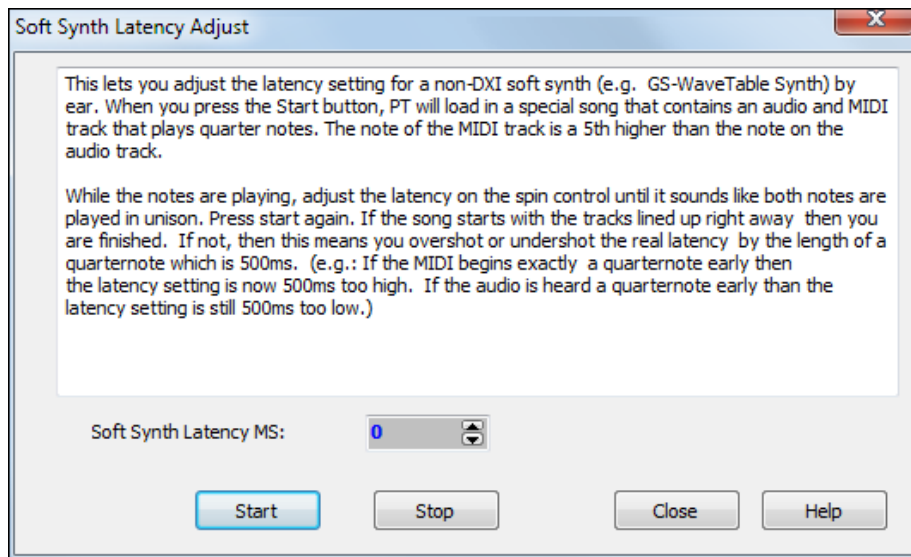 Soft Synth Latency Adjust
This lets you adjust the latency setting for a non-DXI soft synth (e.g.  GS-WaveTable Synth) by
ear. When you press the Start button, PT will load in a special song that contains an audio and MIDI
track that plays quarter notes. The note of the MIDI track is a 5th higher than the note on the
audio track.
While the notes are playing, adjust the latency on the spin control until it sounds like both notes are
played in unison. Press start again. If the song starts with the tracks lined up right away  then you
are finished.  If not, then this means you overshot or undershot the real latency  by the length of a
quarternote which is 500ms.  (e.g.: If the MIDI begins exactly  a quarternote early then
the latency setting is now 500ms too high.  If the audio is heard a quarternote early than the
latency setting is still 500ms too low.)
Soft Synth Latency MS: 0
Start Stop Close Help